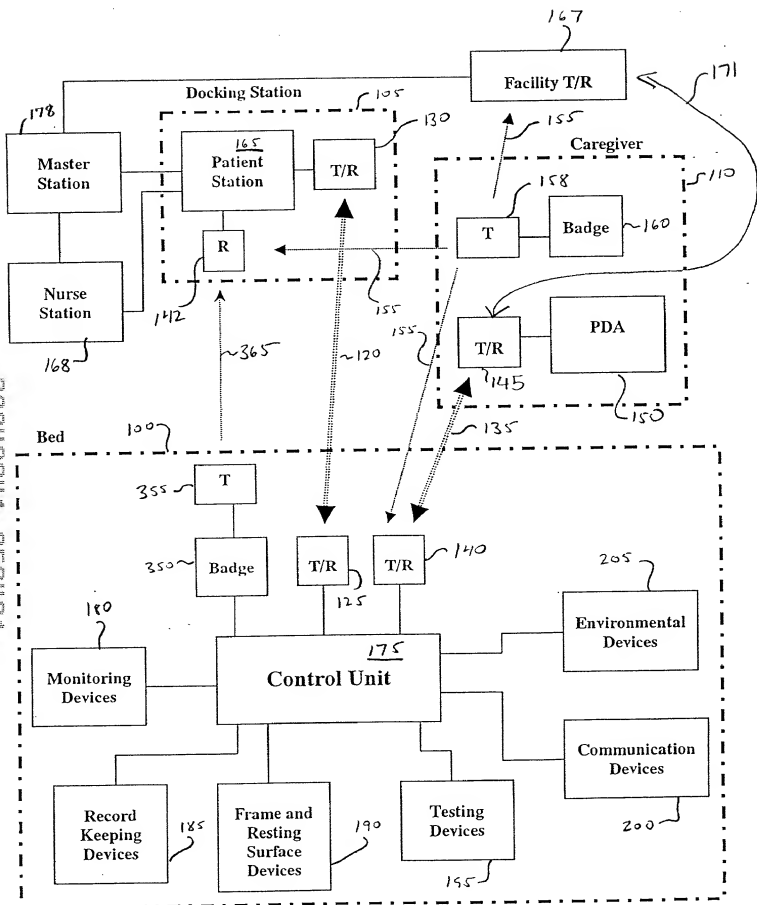 167
Facility T/R
171
Docking Station
105
178
130
155
Caregiver
Master
Station
165
Patient
Station
T/R
158
110
T
Badge
160
R
142
155
Nurse
Station
168
PDA
T/R
145
150
155
365
120
135
Bed
100
355
T
350
Badge
T/R
125
T/R
140
205
Environmental
Devices
180
Monitoring
Devices
175
Control Unit
Communication
Devices
200
Record
Keeping
Devices
185
Frame and
Resting
Surface
Devices
190
Testing
Devices
195